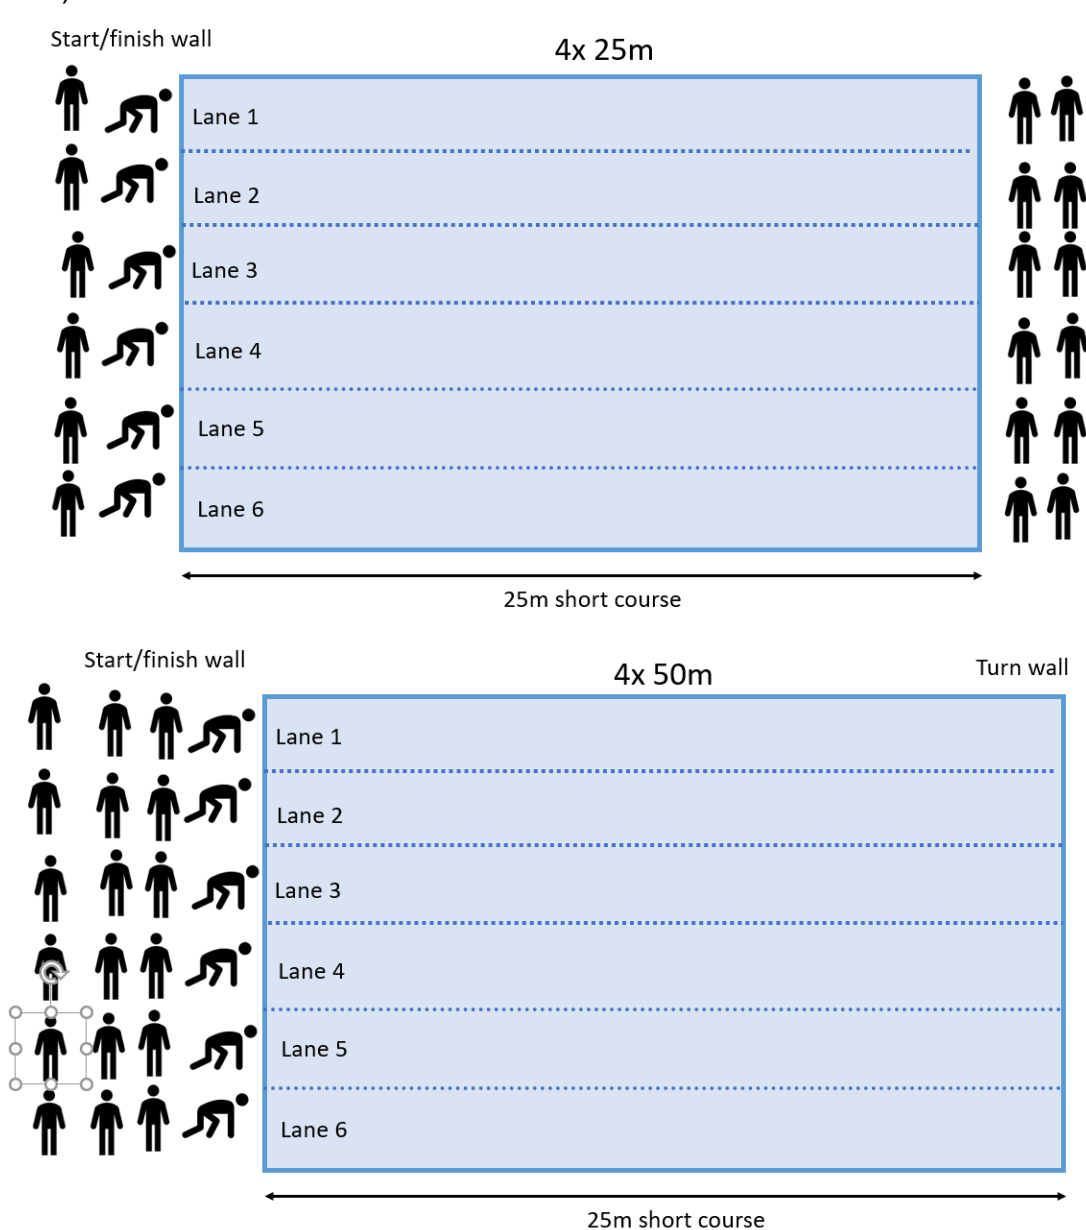 Start/finish wall
4x 25m
Lane 1
Lane 2
Lane 3
Lane 4
Lane 5
Lane 6
25m short course
Start/finish wall
4x 50m
Turn wall
Lane 1
Lane 2
Lane 3
Lane 4
Lane 5
Lane 6
25m short course